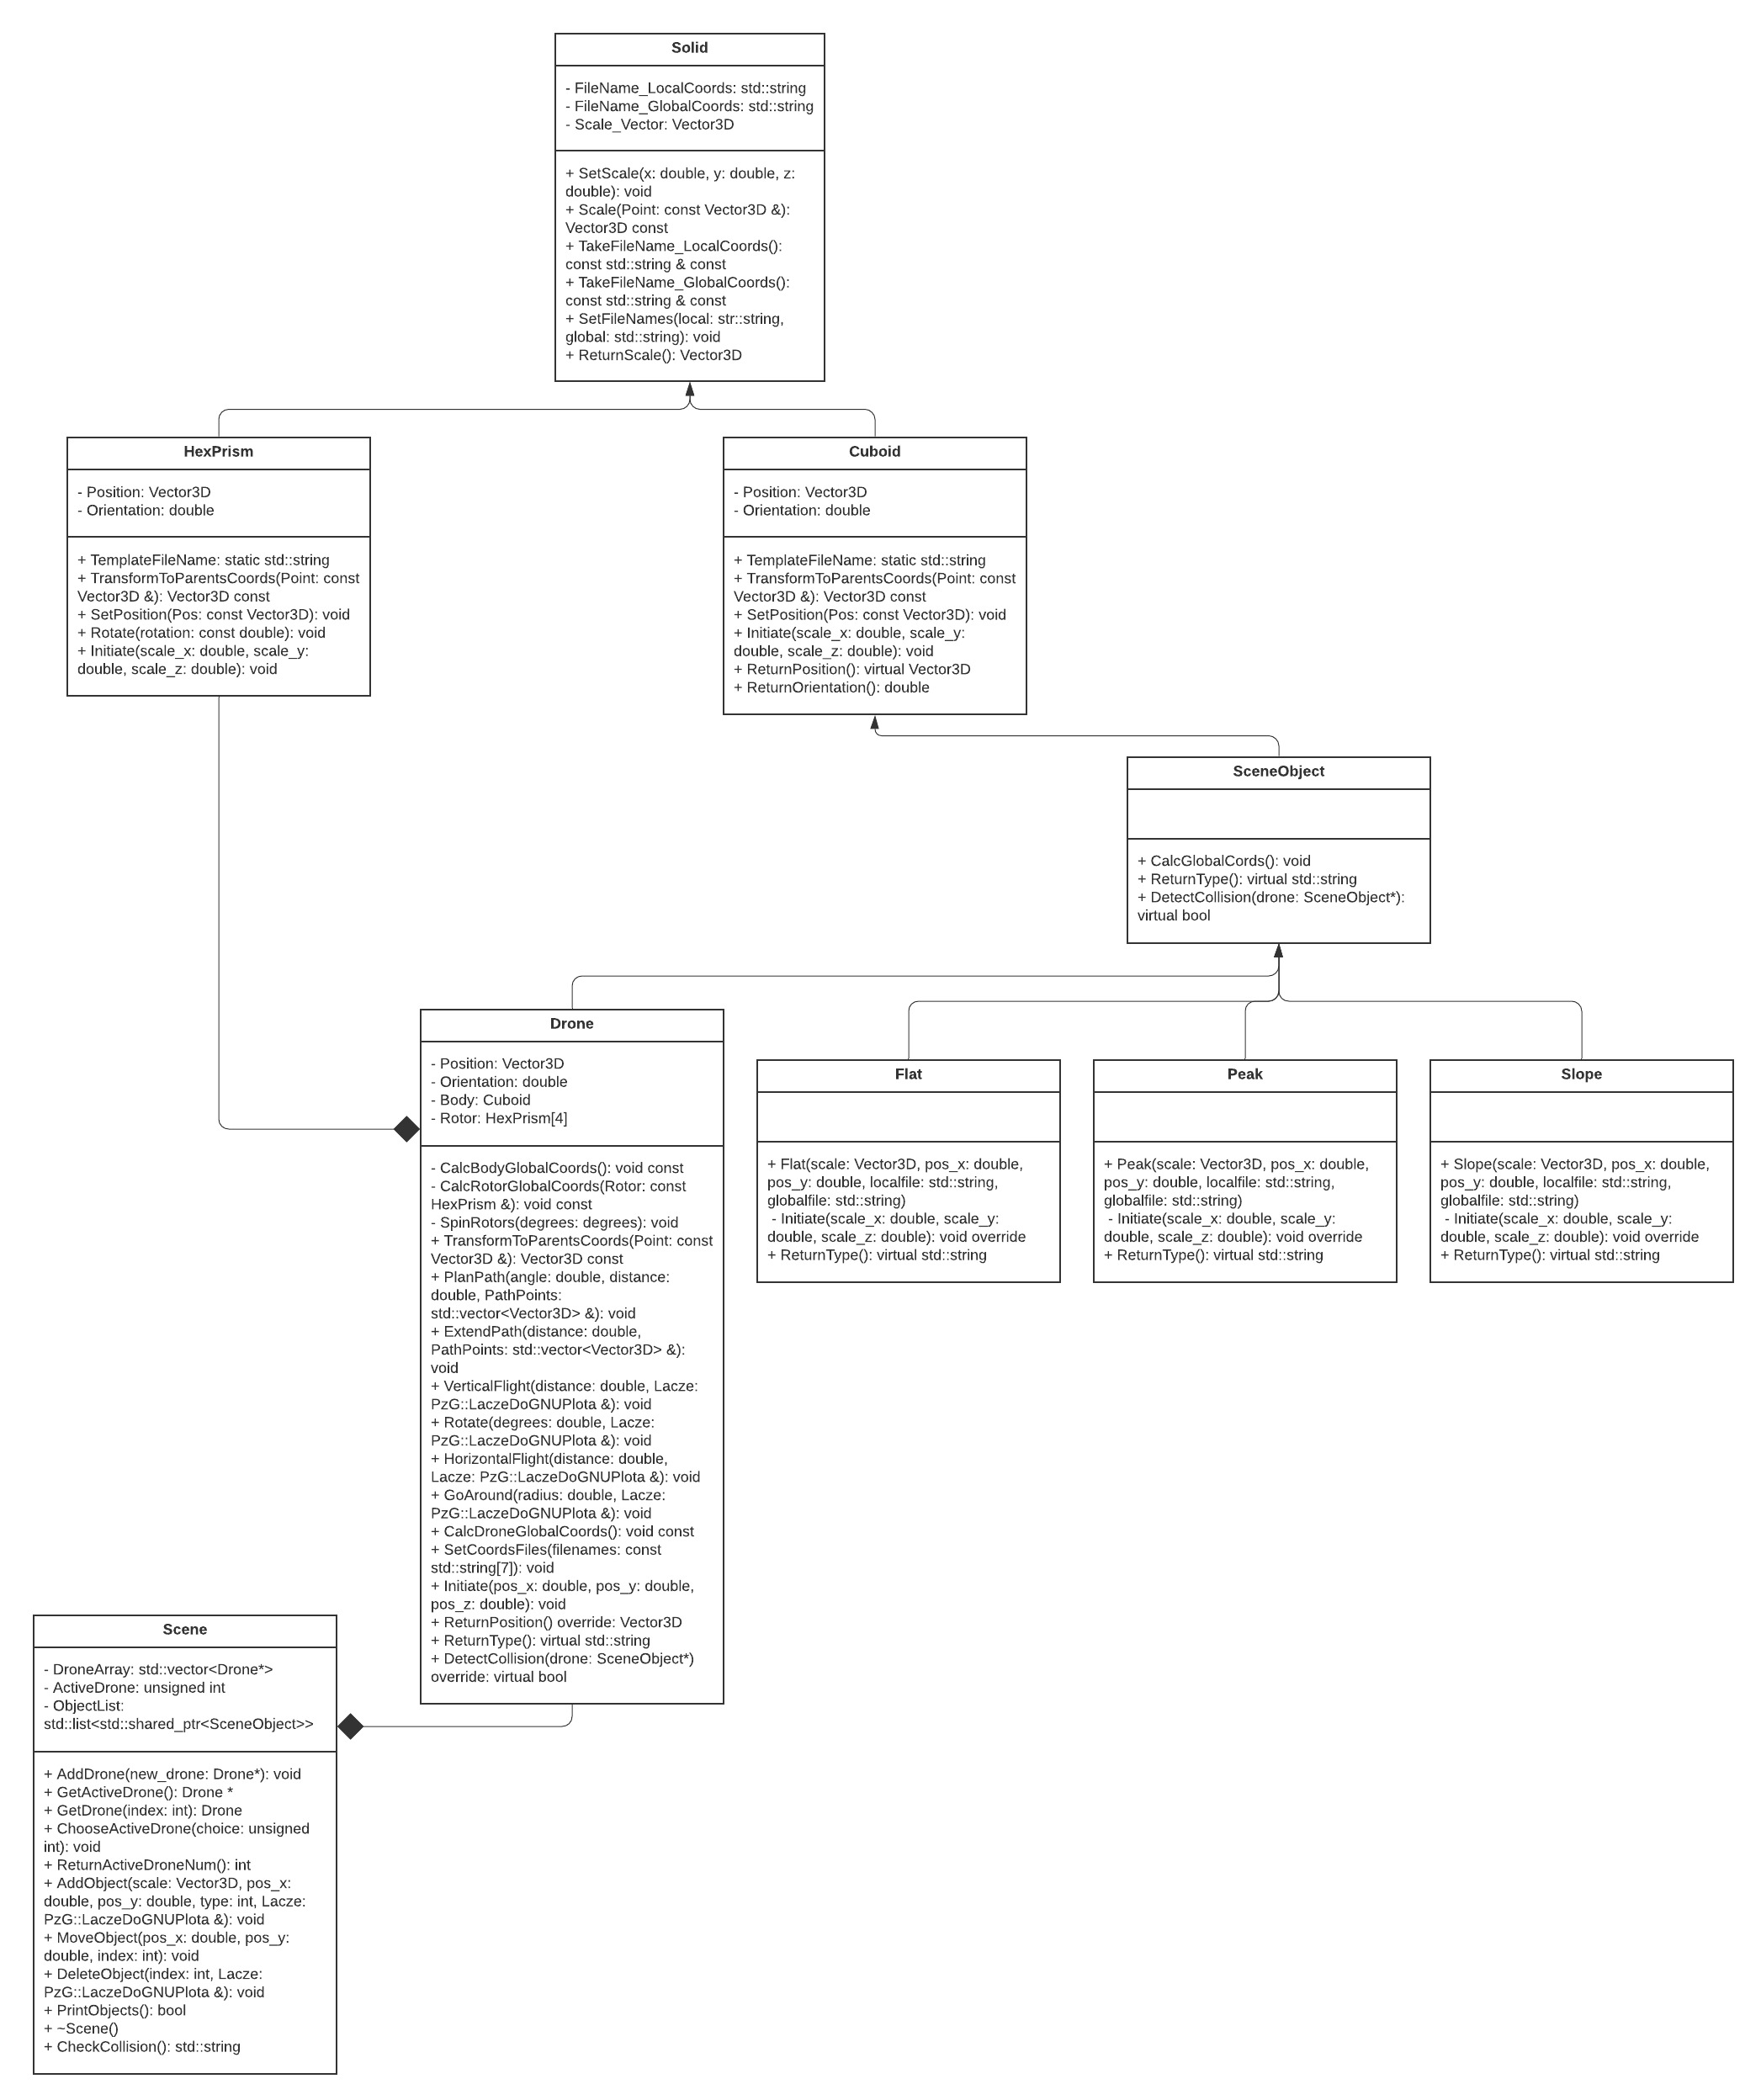 Solid
- FileName_LocalCoords: std::string
- FileName_GlobalCoords: std::string
- Scale_Vector: Vector3D
+ SetScale(x: double, y: double, z:
double): void
+ Scale(Point: const Vector3D &):
Vector3D const
+ TakeFileName_LocalCoords():
const std::string & const
+ TakeFileName_GlobalCoords():
const std::string & const
+ SetFileNames(local: str::string,
global: std::string): void
+ ReturnScale(): Vector3D
HexPrism
- Position: Vector3D
- Orientation: double
+ TemplateFileName: static std::string
+ TransformToParentsCoords(Point: const
Vector3D &): Vector3D const
+ SetPosition(Pos: const Vector3D): void
+ Rotate(rotation: const double): void
+ Initiate(scale_x: double, scale_y:
double, scale_z: double): void
Cuboid
- Position: Vector3D
- Orientation: double
+ TemplateFileName: static std::string
+ TransformToParentsCoords(Point: const
Vector3D &): Vector3D const
+ SetPosition(Pos: const Vector3D): void
+ Initiate(scale_x: double, scale_y:
double, scale_z: double): void
+ ReturnPosition(): virtual Vector3D
+ ReturnOrientation(): double
SceneObject
+ CalcGlobalCords(): void
+ ReturnType(): virtual std::string
+ DetectCollision(drone: SceneObject*):
virtual bool
Drone
- Position: Vector3D
- Orientation: double
- Body: Cuboid
- Rotor: HexPrism[4]
- CalcBodyGlobalCoords(): void const
- CalcRotorGlobalCoords(Rotor: const
HexPrism &): void const
- SpinRotors(degrees: degrees): void
+ TransformToParentsCoords(Point: const
Vector3D &): Vector3D const
+ PlanPath(angle: double, distance:
double, PathPoints:
std::vector<Vector3D> &): void
+ ExtendPath(distance: double,
PathPoints: std::vector<Vector3D> &):
void
+ VerticalFlight(distance: double, Lacze:
PzG::LaczeDoGNUPlota &): void
+ Rotate(degrees: double, Lacze:
PzG::LaczeDoGNUPlota &): void
+ HorizontalFlight(distance: double,
Lacze: PzG::LaczeDoGNUPlota &): void
+ GoAround(radius: double, Lacze:
PzG::LaczeDoGNUPlota &): void
+ CalcDroneGlobalCoords(): void const
+ SetCoordsFiles(filenames: const
std::string[7]): void
+ Initiate(pos_x: double, pos_y: double,
pos_z: double): void
+ ReturnPosition() override: Vector3D
+ ReturnType(): virtual std::string
+ DetectCollision(drone: SceneObject*)
override: virtual bool
Flat
+ Flat(scale: Vector3D, pos_x: double,
pos_y: double, localfile: std::string,
globalfile: std::string)
- Initiate(scale_x: double, scale_y:
double, scale_z: double): void override
+ ReturnType(): virtual std::string
Peak
+ Peak(scale: Vector3D, pos_x: double,
pos_y: double, localfile: std::string,
globalfile: std::string)
- Initiate(scale_x: double, scale_y:
double, scale_z: double): void override
+ ReturnType(): virtual std::string
Slope
+ Slope(scale: Vector3D, pos_x: double,
pos_y: double, localfile: std::string,
globalfile: std::string)
- Initiate(scale_x: double, scale_y:
double, scale_z: double): void override
+ ReturnType(): virtual std::string
Scene
- DroneArray: std::vector<Drone*>
- ActiveDrone: unsigned int
- ObjectList:
std::list<std::shared_ptr<SceneObject>>
+ AddDrone(new_drone: Drone*): void
+ GetActiveDrone(): Drone *
+ GetDrone(index: int): Drone
+ ChooseActiveDrone(choice: unsigned
int): void
+ ReturnActiveDroneNum(): int
+ AddObject(scale: Vector3D, pos_x:
double, pos_y: double, type: int, Lacze:
PzG::LaczeDoGNUPlota &): void
+ MoveObject(pos_x: double, pos_y:
double, index: int): void
+ DeleteObject(index: int, Lacze:
PzG::LaczeDoGNUPlota &): void
+ PrintObjects(): bool
+ ~Scene()
+ CheckCollision(): std::string